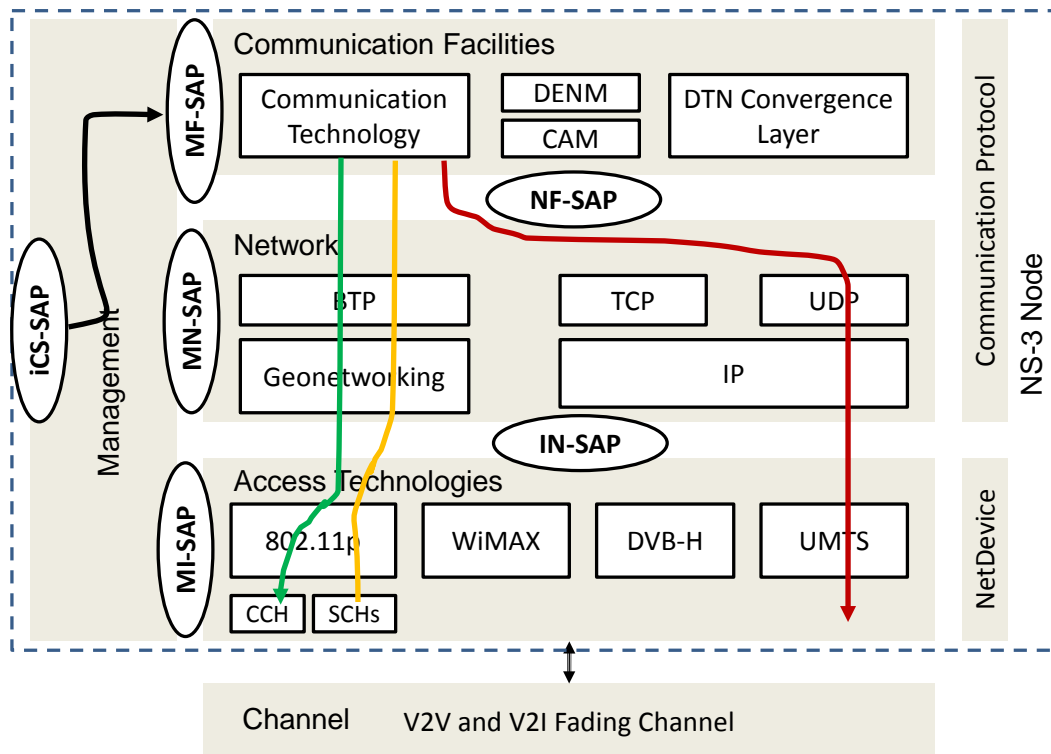 Communication Facilities
Communication
Technology
DENM
CAM
DTN Convergence
Layer
MF-SAP
NF-SAP
Network
BTP
TCP
UDP
Geonetworking
IP
MN-SAP
iCS-SAP
Management
IN-SAP
Access Technologies
802.11p
WiMAX
DVB-H
UMTS
CCH
SCHs
MI-SAP
Communication Protocol
NetDevice
NS-3 Node
Channel V2V and V2I Fading Channel